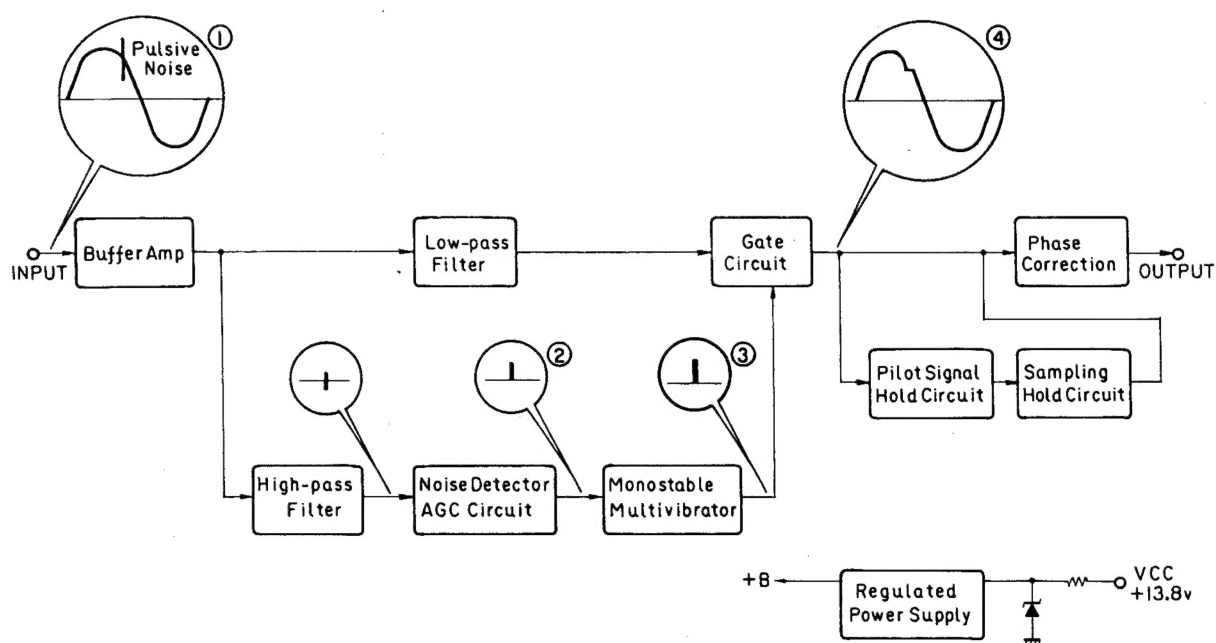 ①
Pulsive
Noise
④
INPUT
Buffer Amp
Low-pass
Filter
Gate
Circuit
Phase
Correction
OUTPUT
②
③
Pilot Signal
Hold Circuit
Sampling
Hold Circuit
High-pass
Filter
Noise Detector
AGC Circuit
Monostable
Multivibrator
+B
Regulated
Power Supply
VCC
+13.8v